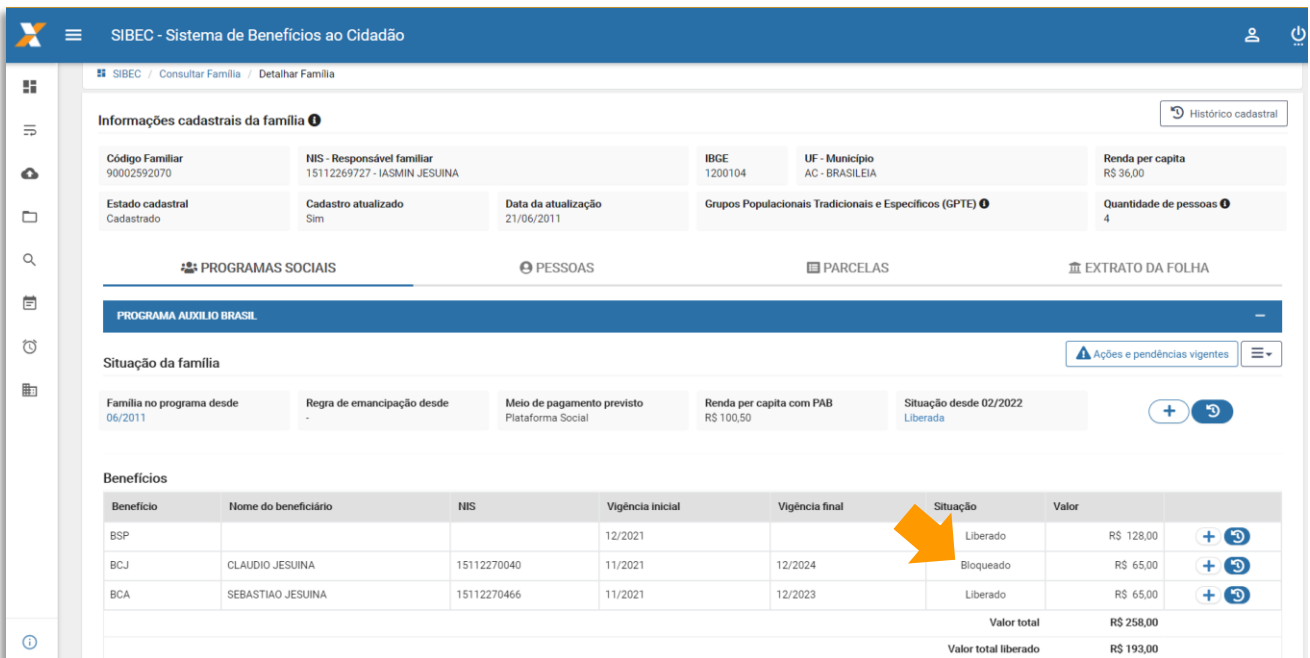 SIBEC - Sistema de Benefícios ao Cidadão
SIBEC / Consultar Família / Detalhar Família
Informações cadastrais da família
Histórico cadastral
Código Familiar NIS - Responsável familiar IBGE UF - Município Renda per capita
90002592070 15112269727 - IASMIN JESUINA 1200104 AC - BRASILEIA R$ 36,00
Estado cadastral Cadastro atualizado Data da atualização Grupos Populacionais Tradicionais e Específicos (GPTE) Quantidade de pessoas
Cadastrado Sim 21/06/2011 4
PROGRAMAS SOCIAIS PESSOAS PARCELAS EXTRATO DA FOLHA
PROGRAMA AUXILIO BRASIL
Situação da família
Ações e pendências vigentes
Família no programa desde Regra de emancipação desde Meio de pagamento previsto Renda per capita com PAB Situação desde 02/2022
06/2011 - Plataforma Social R$ 100,50 Liberada
Benefícios
Benefício Nome do beneficiário NIS Vigência inicial Vigência final Situação Valor
BSP 12/2021 Liberado R$ 128,00
BCJ CLAUDIO JESUINA 15112270040 11/2021 12/2024 Bloqueado R$ 65,00
BCA SEBASTIAO JESUINA 15112270466 11/2021 12/2023 Liberado R$ 65,00
Valor total R$ 258,00
Valor total liberado R$ 193,00